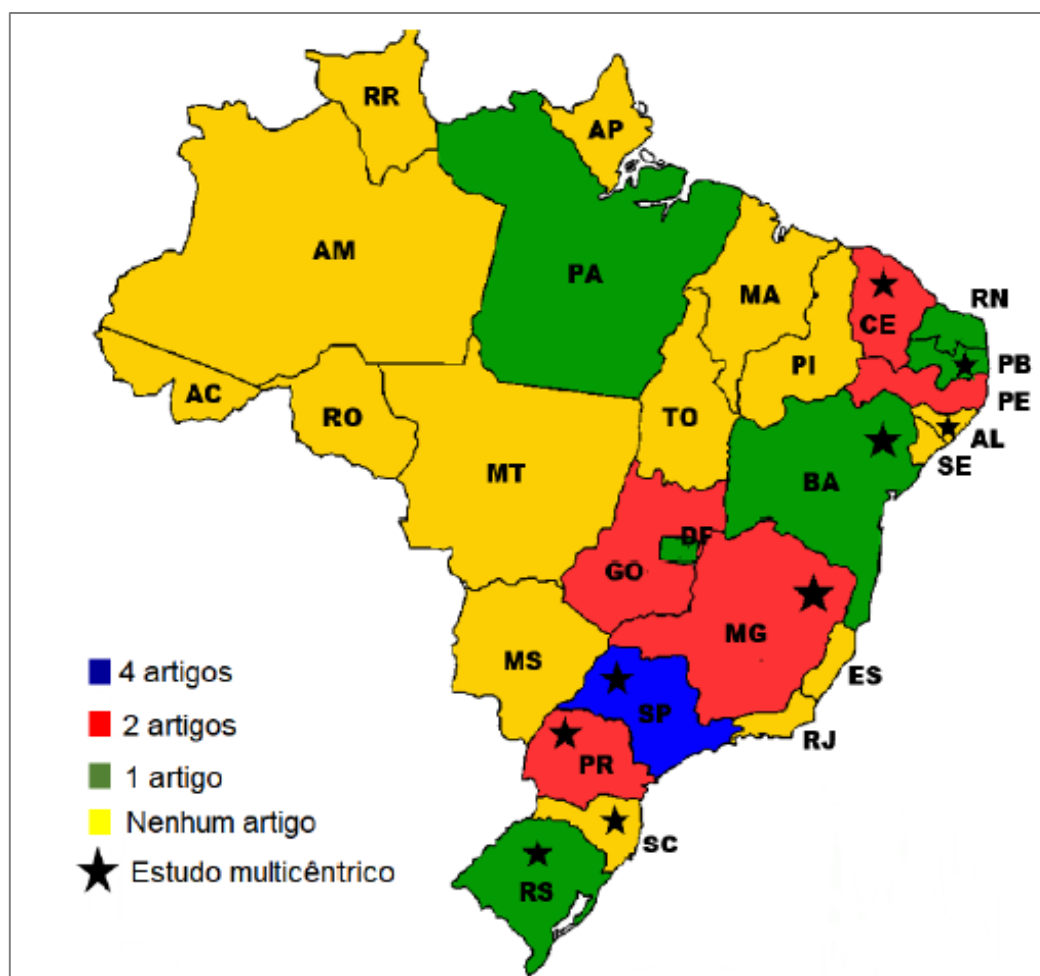 RR
AP
AM
PA
MA
CE
RN
PB
PI
PE
AC
RO
TO
AL
SE
MT
BA
DF
GO
MG
MS
ES
SP
RJ
PR
SC
RS
4 artigos
2 artigos
1 artigo
Nenhum artigo
Estudo multicêntrico